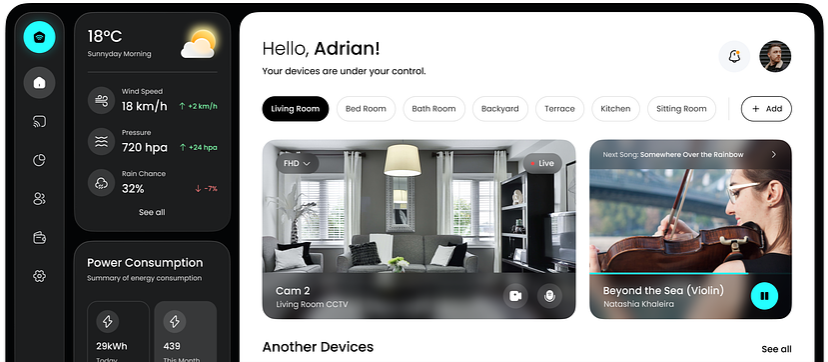 18°C
Sunnyday Morning
Wind Speed
18 km/h
+2 km/h
Pressure
720 hpa
+24 hpa
Rain Chance
32%
-7%
See all
Power Consumption
Summary of energy consumption
29kWh
Today
439
This Month
Hello, Adrian!
Your devices are under your control.
Living Room
Bed Room
Bath Room
Backyard
Terrace
Kitchen
Sitting Room
+ Add
FHD
Live
Cam 2
Living Room CCTV
Next Song: Somewhere Over the Rainbow
Beyond the Sea (Violin)
Natashia Khaleira
Another Devices
See all